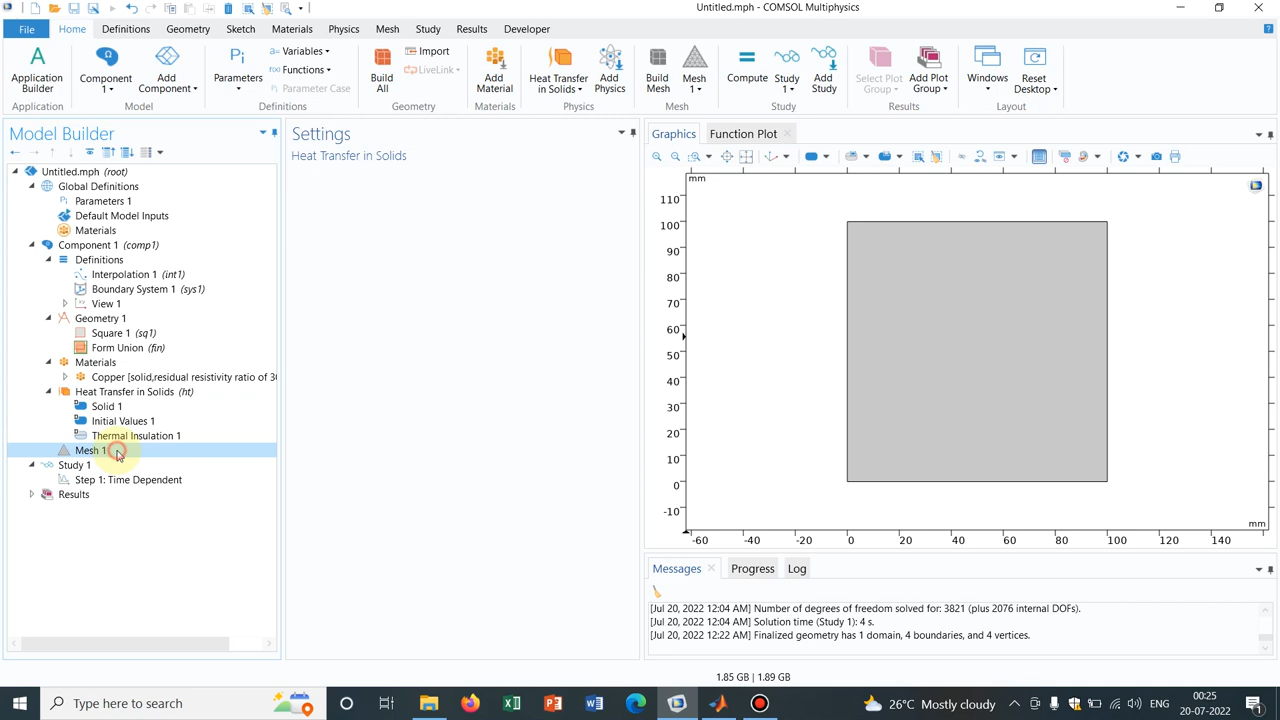 Untitled.mph - COMSOL Multiphysics
File Home Definitions Geometry Sketch Materials Physics Mesh Study Results Developer
Application Builder
Component 1
Add Component
Parameters
a= Variables
f(x) Functions
Pi Parameter Case
Build All
Import
LiveLink
Add Material
Heat Transfer in Solids
Add Physics
Build Mesh
Mesh 1
Compute
Study 1
Add Study
Select Plot Group
Add Plot Group
Windows
Reset Desktop
Application Model Definitions Geometry Materials Physics Mesh Study Results Layout
Model Builder
Untitled.mph (root)
Global Definitions
Pi Parameters 1
Default Model Inputs
Materials
Component 1 (comp1)
Definitions
Interpolation 1 (int1)
Boundary System 1 (sys1)
View 1
Geometry 1
Square 1 (sq1)
Form Union (fin)
Materials
Copper [solid,residual resistivity ratio of 30
Heat Transfer in Solids (ht)
Solid 1
Initial Values 1
Thermal Insulation 1
Mesh 1
Study 1
Step 1: Time Dependent
Results
Settings
Heat Transfer in Solids
Graphics Function Plot
mm
110
100
90
80
70
60
50
40
30
20
10
0
-10
mm
-60 -40 -20 0 20 40 60 80 100 120 140
Messages Progress Log
[Jul 20, 2022 12:04 AM] Number of degrees of freedom solved for: 3821 (plus 2076 internal DOFs).
[Jul 20, 2022 12:04 AM] Solution time (Study 1): 4 s.
[Jul 20, 2022 12:22 AM] Finalized geometry has 1 domain, 4 boundaries, and 4 vertices.
1.85 GB | 1.89 GB
Type here to search
26°C Mostly cloudy
ENG
00:25
20-07-2022